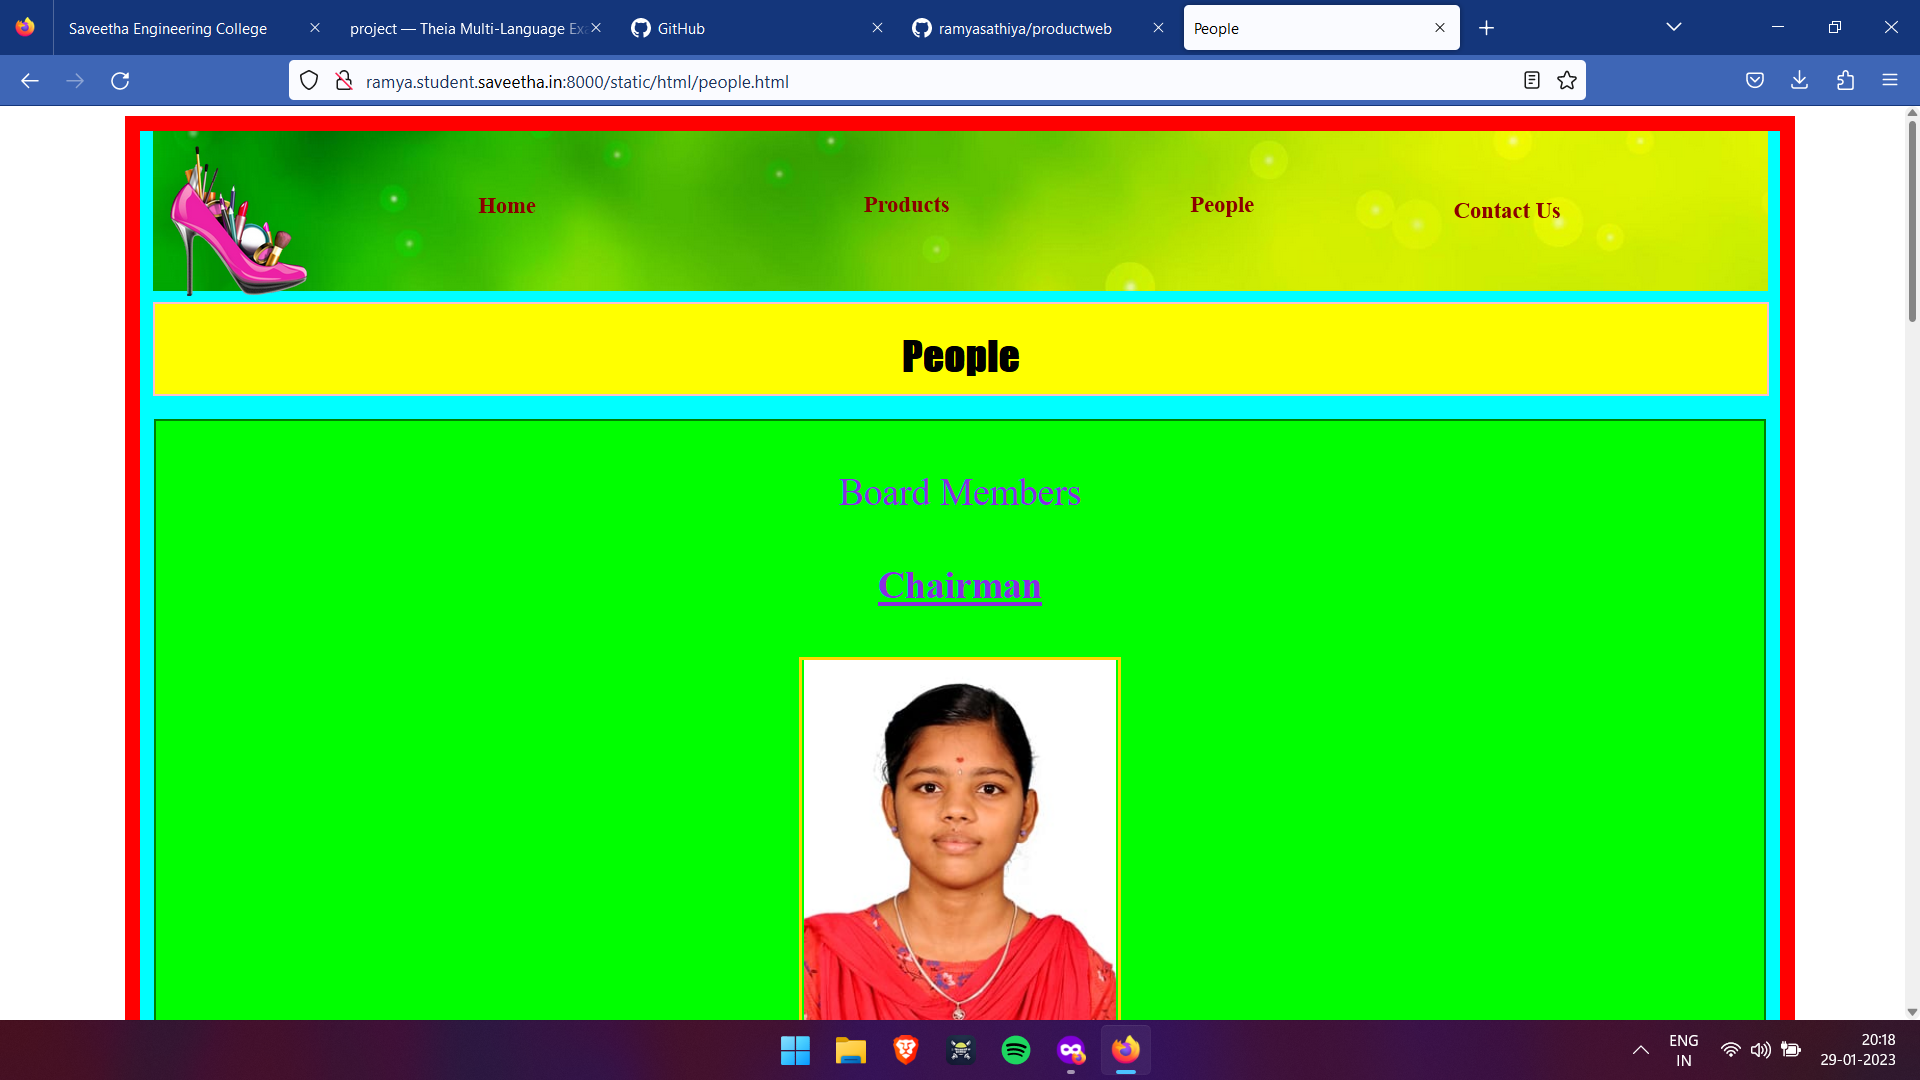 Saveetha Engineering College
project — Theia Multi-Language Ex
GitHub
ramyasathiya/productweb
People
ramya.student.saveetha.in:8000/static/html/people.html
Home
Products
People
Contact Us
People
Board Members
Chairman
ENG
IN
20:18
29-01-2023